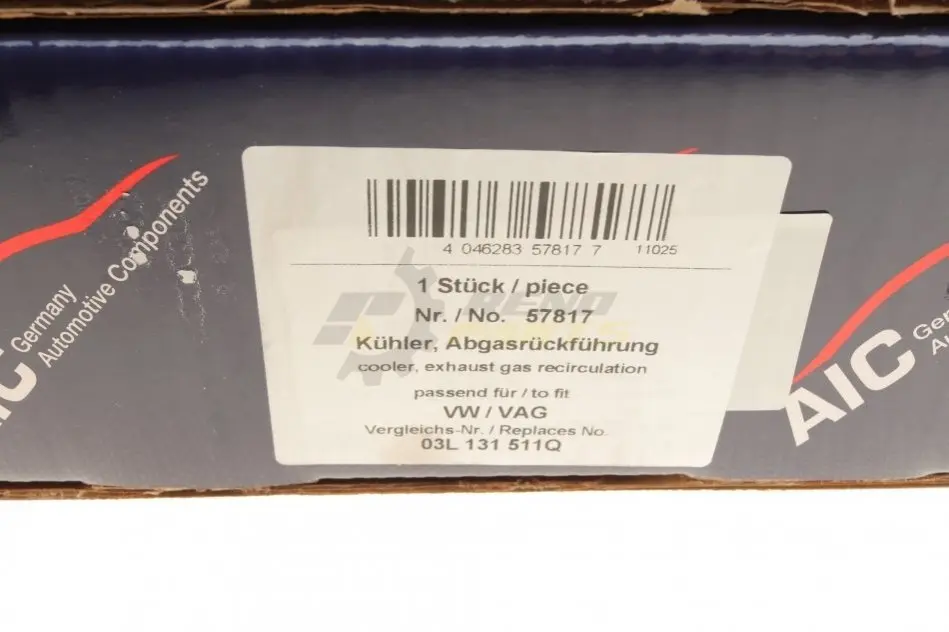 Germany
Automotive Components
AIC
4 046283 57817 7 11025
1 Stück / piece
Nr. / No. 57817
Kühler, Abgasrückführung
cooler, exhaust gas recirculation
passend für / to fit
VW / VAG
Vergleichs-Nr. / Replaces No.
03L 131 511Q
AIC